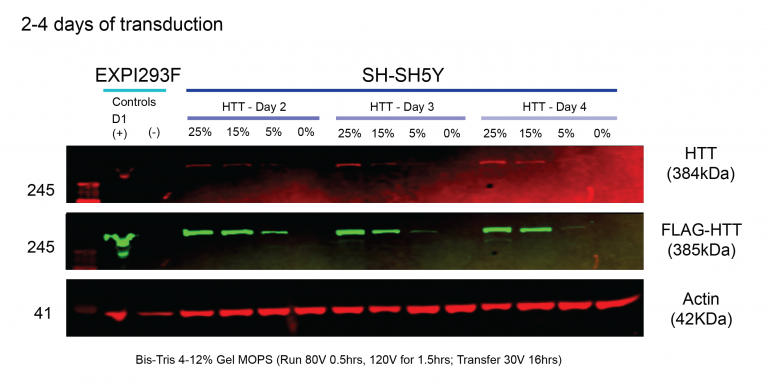 2-4 days of transduction
EXPI293F
SH-SH5Y
Controls
HTT - Day 2
HTT - Day 3
HTT - Day 4
D1
(+)
(-)
25% 15% 5% 0%
25% 15% 5% 0%
25% 15% 5% 0%
245
HTT
(384kDa)
245
FLAG-HTT
(385kDa)
41
Actin
(42KDa)
Bis-Tris 4-12% Gel MOPS (Run 80V 0.5hrs, 120V for 1.5hrs; Transfer 30V 16hrs)